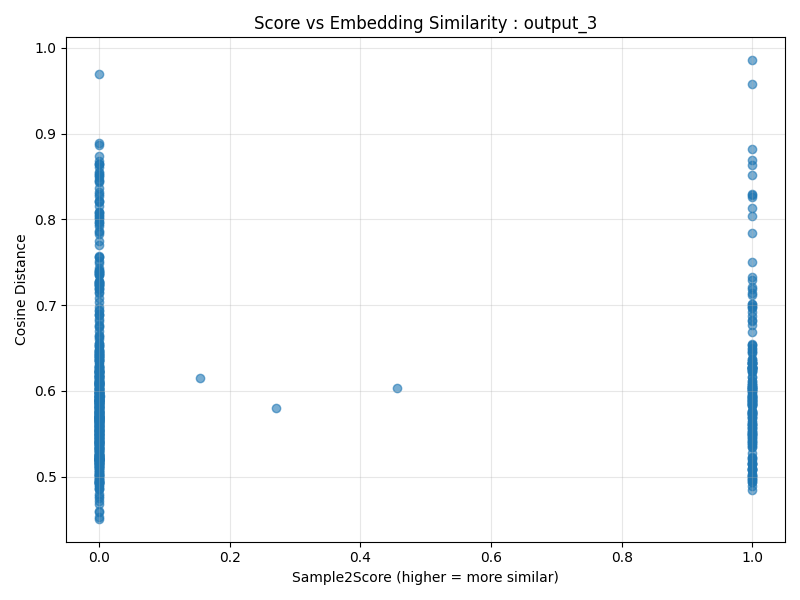 Score vs Embedding Similarity : output_3
1.0
0.9
0.8
0.7
0.6
0.5
Cosine Distance
0.0 0.2 0.4 0.6 0.8 1.0
Sample2Score (higher = more similar)